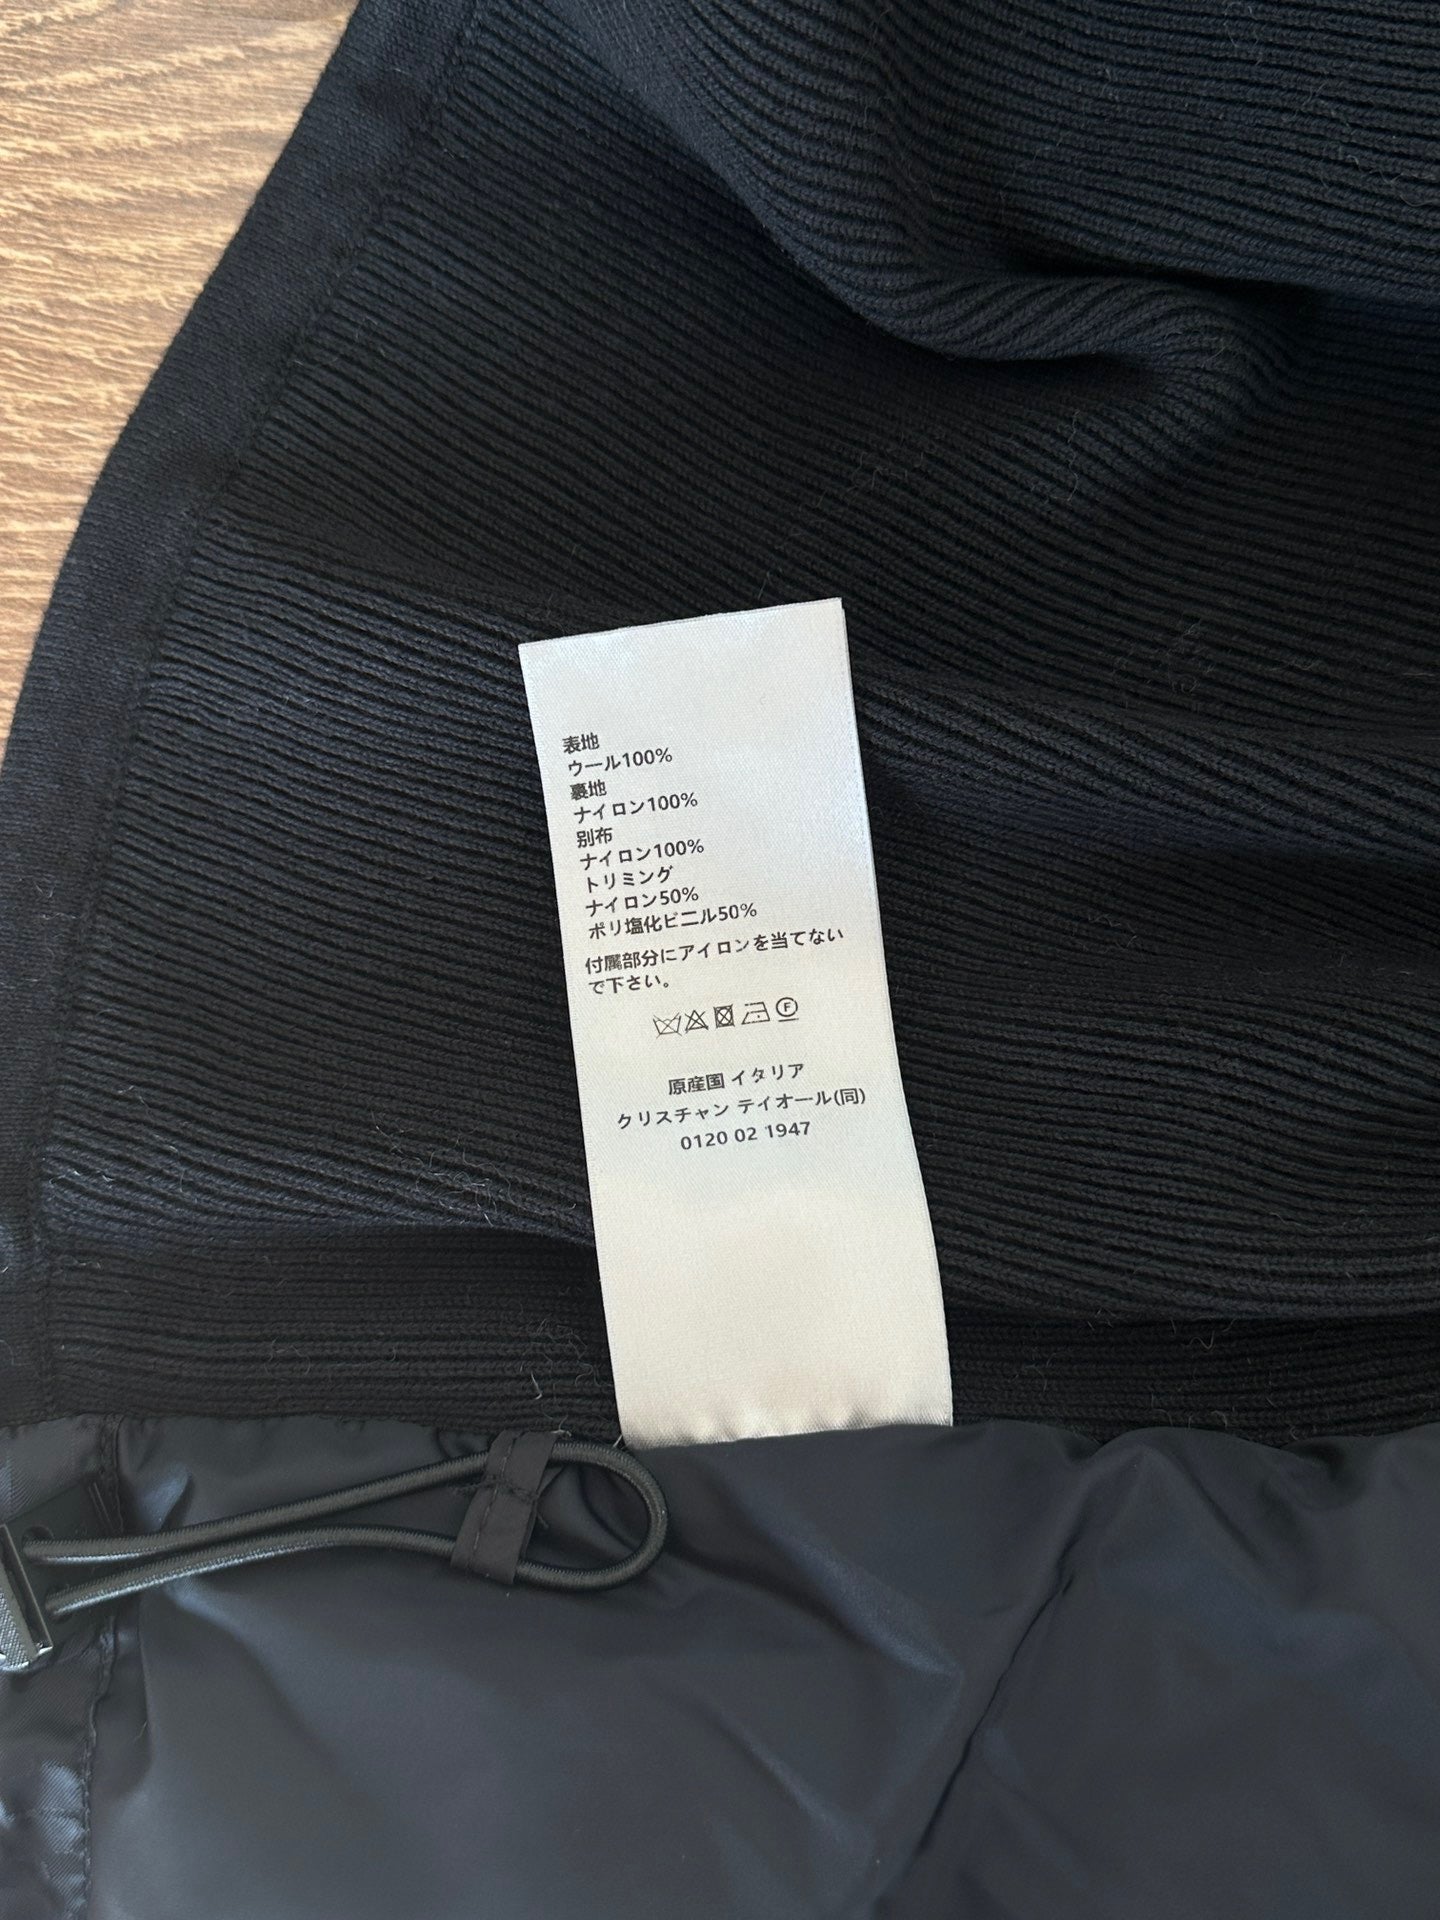 表地
ウール100%
裏地
ナイロン100%
別布
ナイロン100%
トリミング
ナイロン50%
ポリ塩化ビニル50%
付属部分にアイロンを当てない
で下さい。
F
原産国 イタリア
クリスチャン テイオール(同)
0120 02 1947